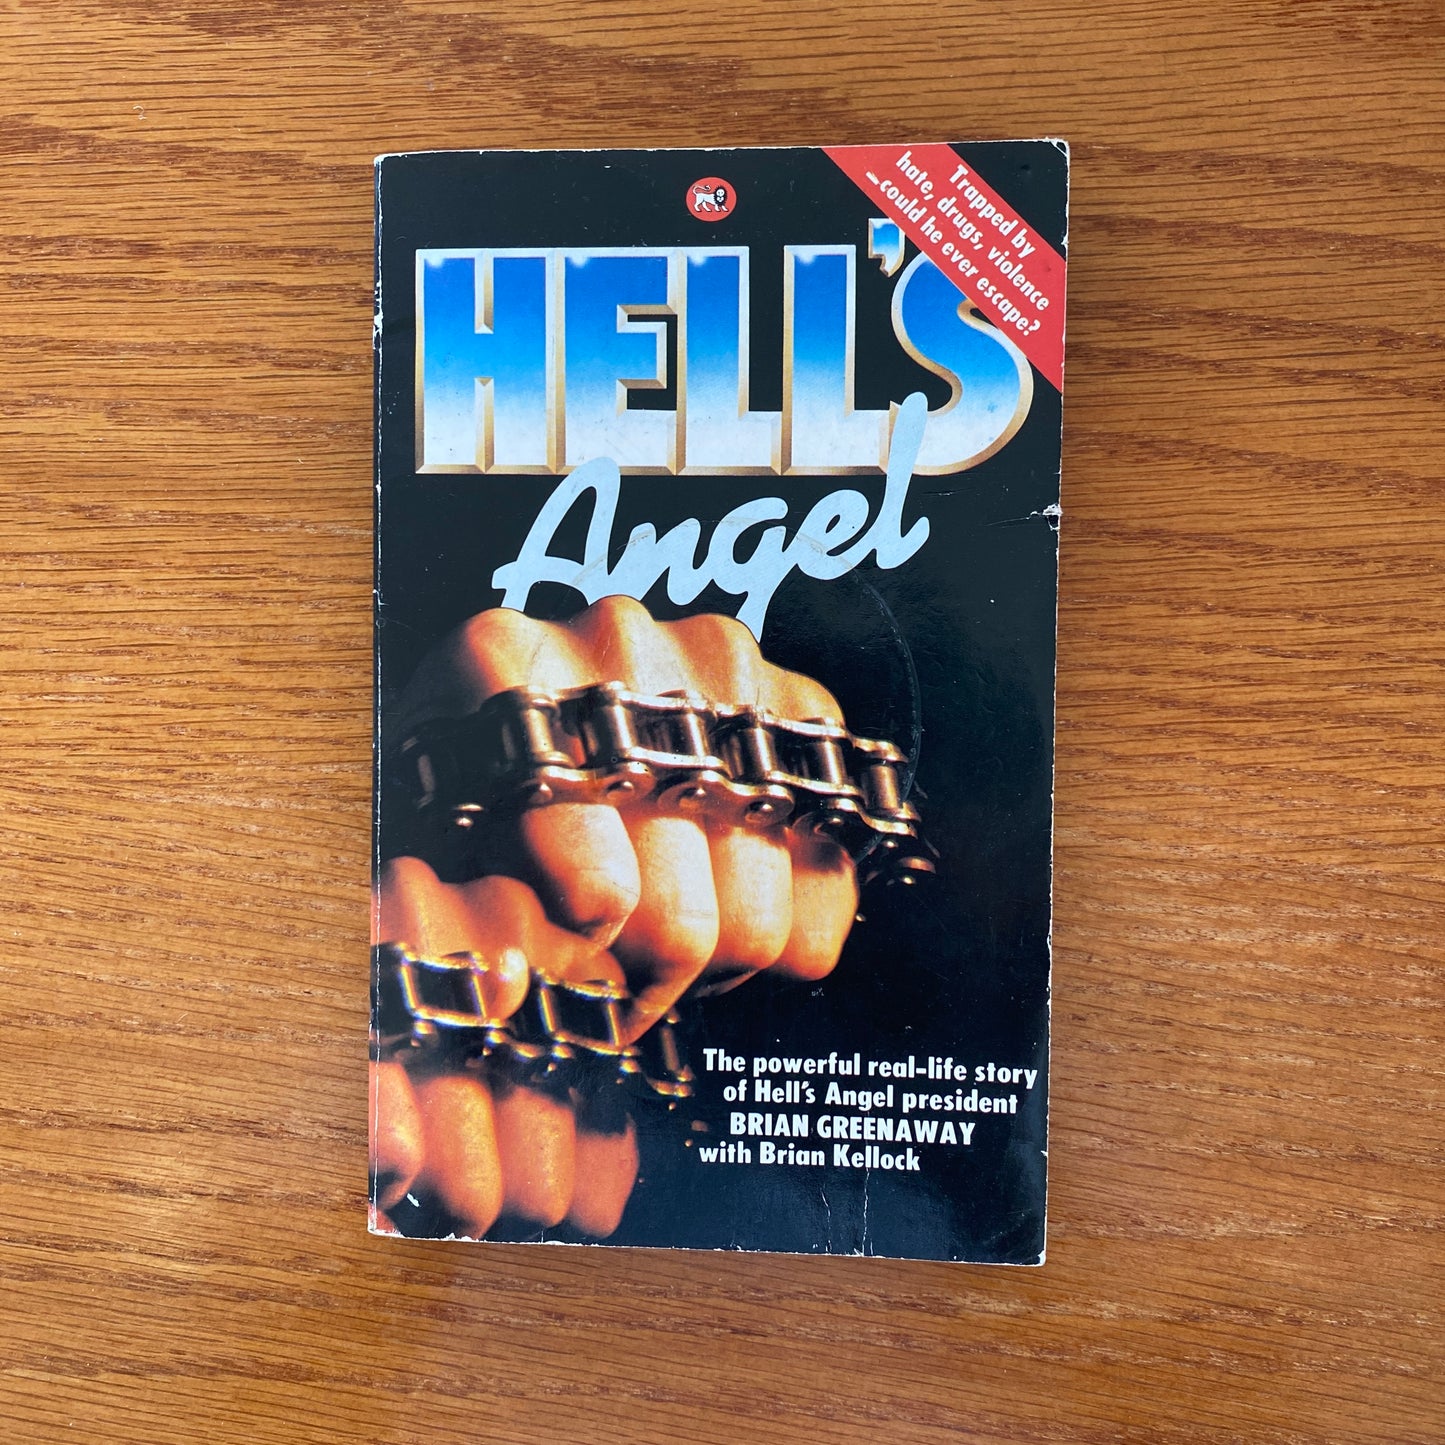 Trapped by
hate, drugs, violence
—could he ever escape?
HELL'S
Angel
The powerful real-life story
of Hell's Angel president
BRIAN GREENAWAY
with Brian Kellock